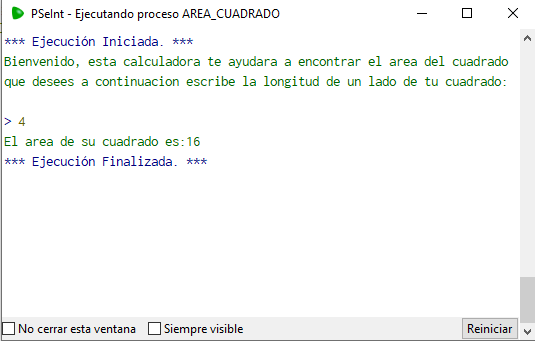 PSeInt - Ejecutando proceso AREA_CUADRADO
*** Ejecución Iniciada. ***
Bienvenido, esta calculadora te ayudara a encontrar el area del cuadrado
que desees a continuacion escribe la longitud de un lado de tu cuadrado:
> 4
El area de su cuadrado es:16
*** Ejecución Finalizada. ***
No cerrar esta ventana Siempre visible Reiniciar